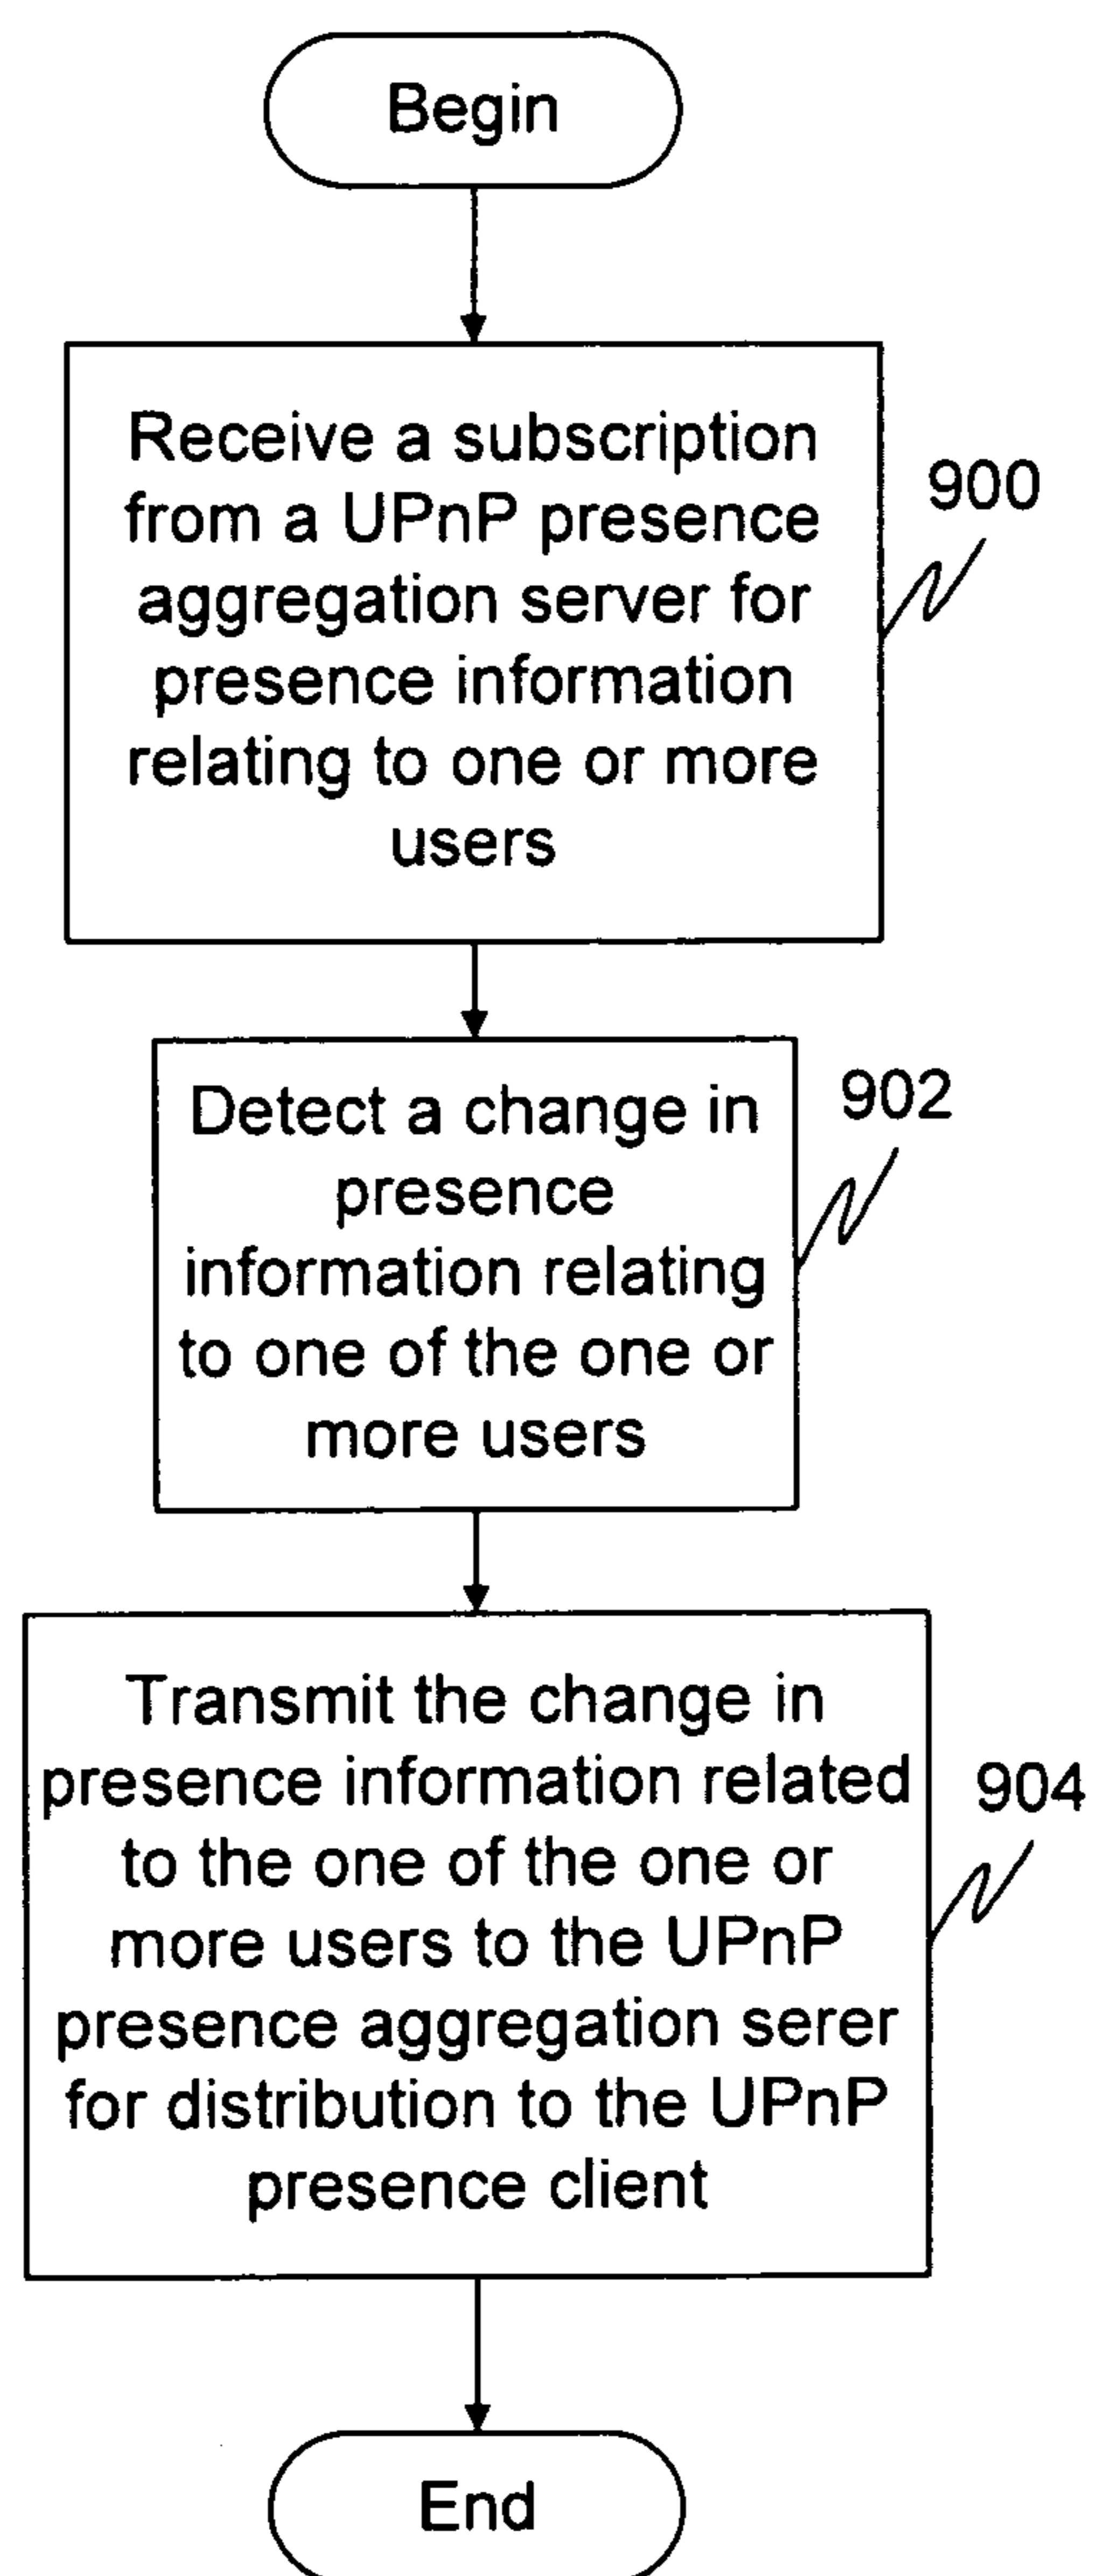 Begin
Receive a subscription
from a UPnP presence
aggregation server for
presence information
relating to one or more
users
900
Detect a change in
presence
information relating
to one of the one or
more users
902
Transmit the change in
presence information related
to the one of the one or
more users to the UPnP
presence aggregation serer
for distribution to the UPnP
presence client
904
End